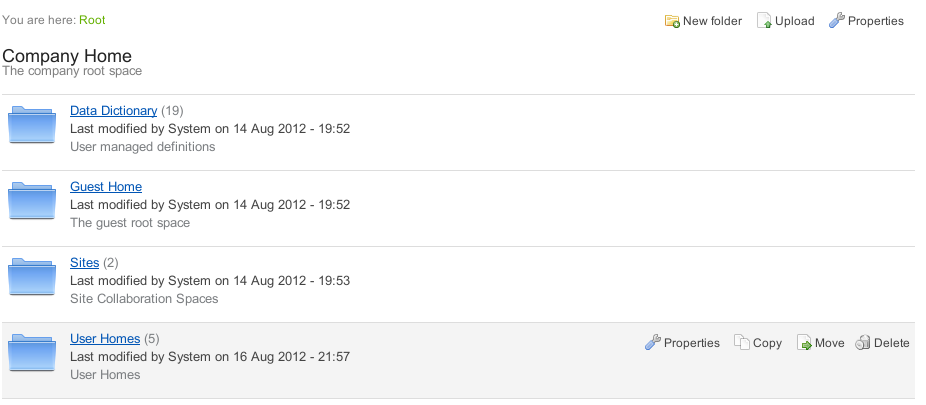 You are here: Root
New folder Upload Properties
Company Home
The company root space
Data Dictionary (19)
Last modified by System on 14 Aug 2012 - 19:52
User managed definitions
Guest Home
Last modified by System on 14 Aug 2012 - 19:52
The guest root space
Sites (2)
Last modified by System on 14 Aug 2012 - 19:53
Site Collaboration Spaces
User Homes (5)
Properties Copy Move Delete
Last modified by System on 16 Aug 2012 - 21:57
User Homes